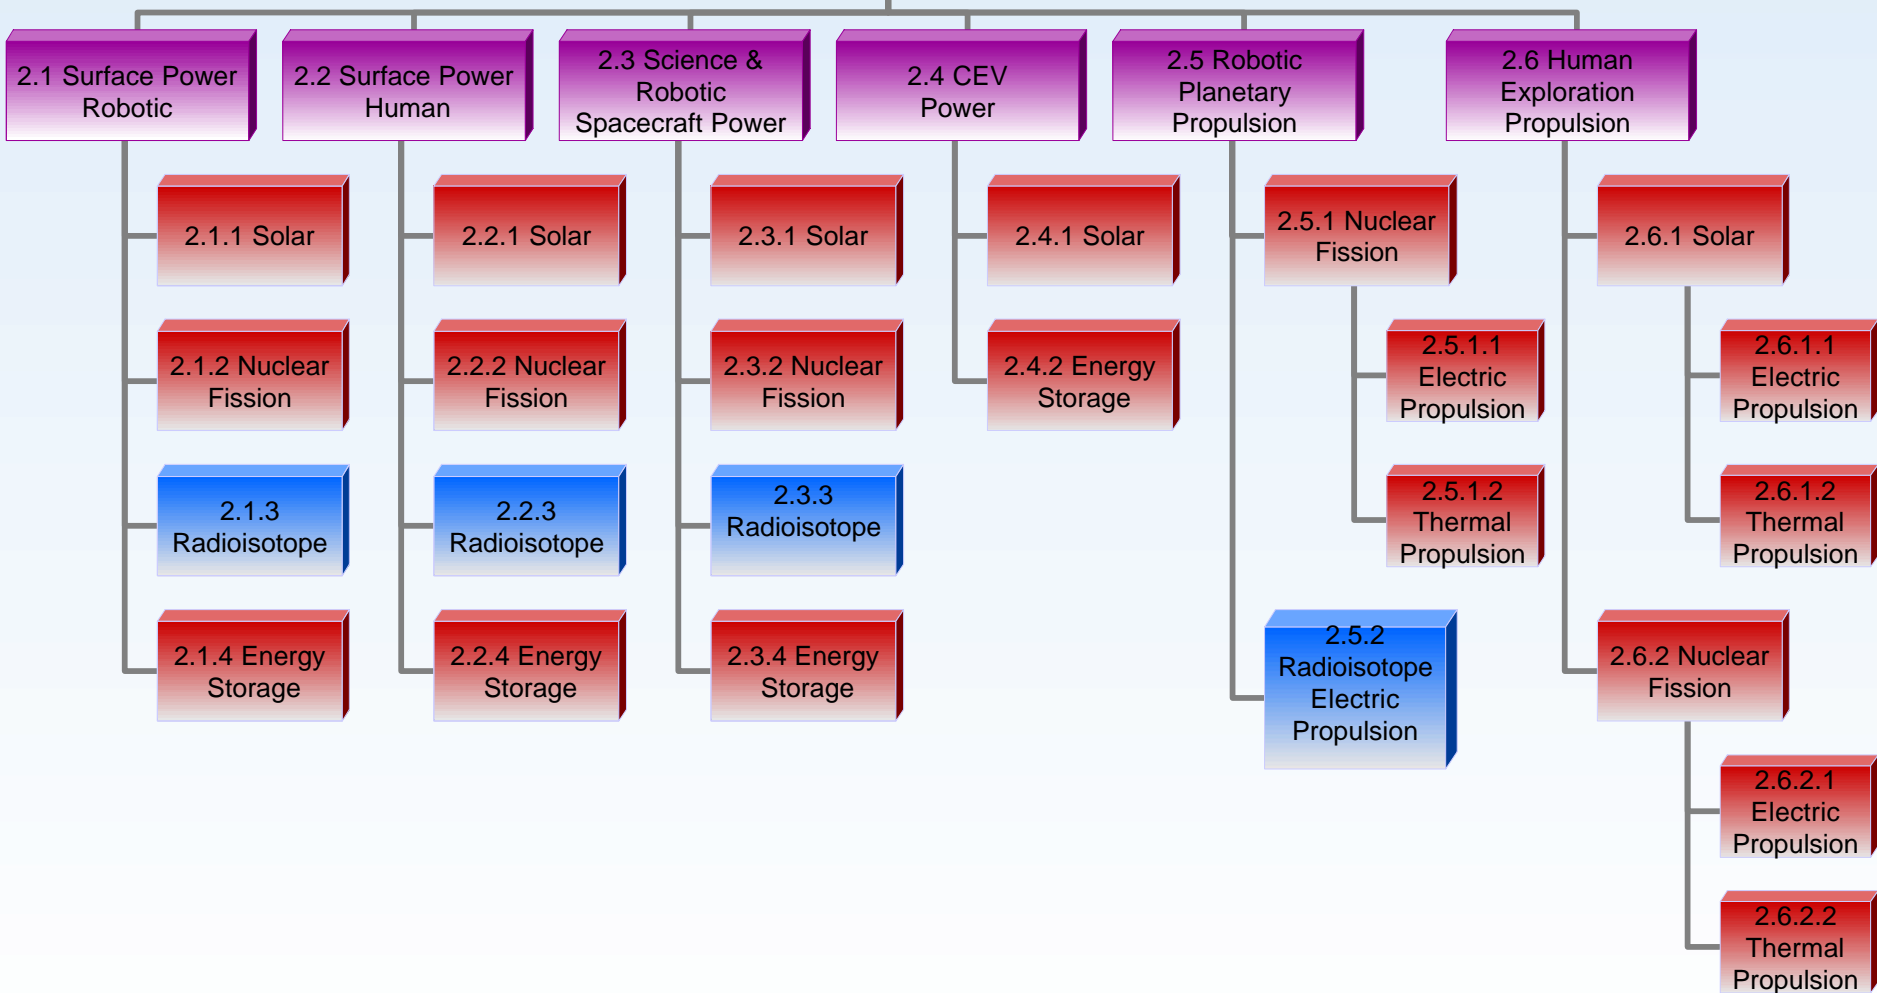 2.1 Surface Power
Robotic
2.2 Surface Power
Human
2.3 Science &
Robotic
Spacecraft Power
2.4 CEV
Power
2.5 Robotic
Planetary
Propulsion
2.6 Human
Exploration
Propulsion
2.1.1 Solar
2.1.2 Nuclear
Fission
2.1.3
Radioisotope
2.1.4 Energy
Storage
2.2.1 Solar
2.2.2 Nuclear
Fission
2.2.3
Radioisotope
2.2.4 Energy
Storage
2.3.1 Solar
2.3.2 Nuclear
Fission
2.3.3
Radioisotope
2.3.4 Energy
Storage
2.4.1 Solar
2.4.2 Energy
Storage
2.5.1 Nuclear
Fission
2.5.1.1
Electric
Propulsion
2.5.1.2
Thermal
Propulsion
2.5.2
Radioisotope
Electric
Propulsion
2.6.1 Solar
2.6.1.1
Electric
Propulsion
2.6.1.2
Thermal
Propulsion
2.6.2 Nuclear
Fission
2.6.2.1
Electric
Propulsion
2.6.2.2
Thermal
Propulsion